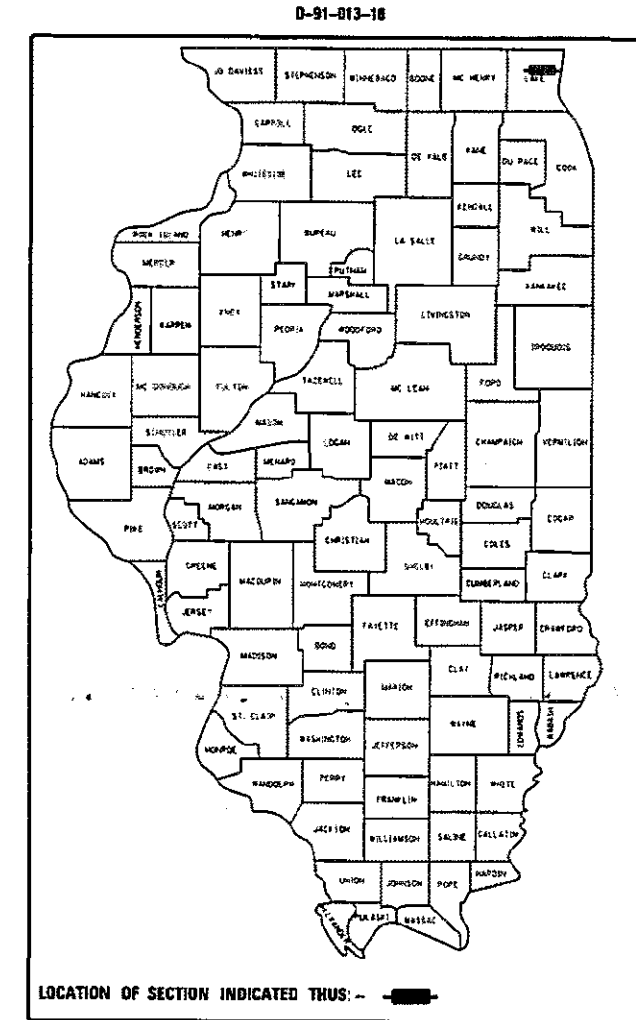 D-91-013-16
JO DAVIESS STEPHENSON WINNEBAGO BOONE MC HENRY LAKE
CARROLL OGLE
DE KALB KANE DU PAGE COOK
WHITESIDE LEE
KENDALL WILL
ROCK ISLAND HENRY BUREAU LA SALLE GRUNDY
MERCER PUTNAM KANKAKEE
STARK MARSHALL
HENDERSON WARREN KNOX PEORIA WOODFORD LIVINGSTON IROQUOIS
HANCOCK MC DONOUGH FULTON TAZEWELL MC LEAN FORD
MASON
SCHUYLER LOGAN DE WITT CHAMPAIGN VERMILION
ADAMS BROWN CASS MENARD MACON PIATT
MORGAN SANGAMON DOUGLAS EDGAR
PIKE SCOTT CHRISTIAN MOULTRIE COLES
GREENE MACOUPIN MONTGOMERY SHELBY CUMBERLAND CLARK
CALHOUN JERSEY
FAYETTE EFFINGHAM JASPER CRAWFORD
MADISON BOND
CLAY RICHLAND LAWRENCE
CLINTON MARION
ST. CLAIR WAYNE EDWARDS WABASH
MONROE WASHINGTON JEFFERSON
RANDOLPH PERRY HAMILTON WHITE
FRANKLIN
JACKSON WILLIAMSON SALINE GALLATIN
UNION JOHNSON POPE HARDIN
ALEXANDER PULASKI MASSAC
LOCATION OF SECTION INDICATED THUS: -